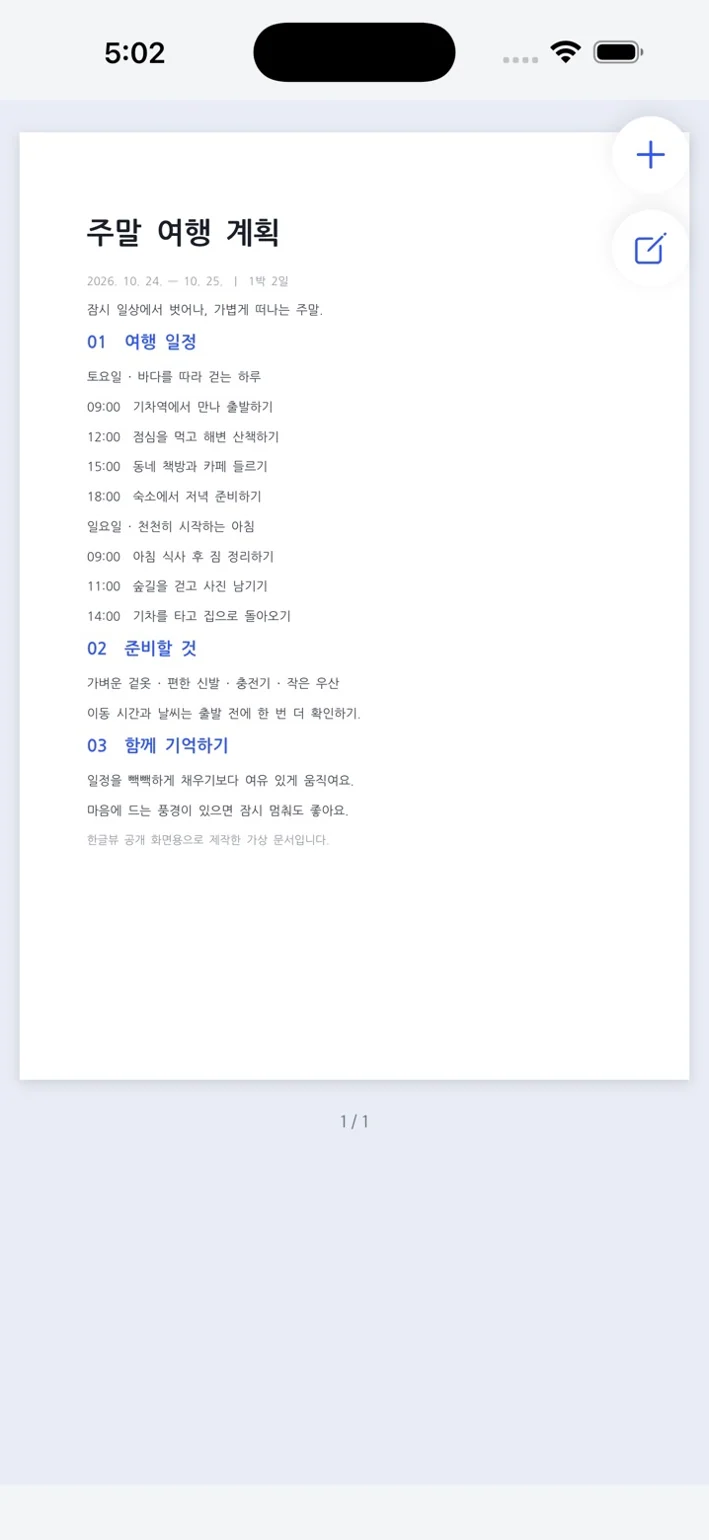 5:02
주말 여행 계획
2026. 10. 24. — 10. 25. | 1박 2일
잠시 일상에서 벗어나, 가볍게 떠나는 주말.
01 여행 일정
토요일 · 바다를 따라 걷는 하루
09:00 기차역에서 만나 출발하기
12:00 점심을 먹고 해변 산책하기
15:00 동네 책방과 카페 들르기
18:00 숙소에서 저녁 준비하기
일요일 · 천천히 시작하는 아침
09:00 아침 식사 후 짐 정리하기
11:00 숲길을 걷고 사진 남기기
14:00 기차를 타고 집으로 돌아오기
02 준비할 것
가벼운 겉옷 · 편한 신발 · 충전기 · 작은 우산
이동 시간과 날씨는 출발 전에 한 번 더 확인하기.
03 함께 기억하기
일정을 빽빽하게 채우기보다 여유 있게 움직여요.
마음에 드는 풍경이 있으면 잠시 멈춰도 좋아요.
한글뷰 공개 화면용으로 제작한 가상 문서입니다.
1 / 1